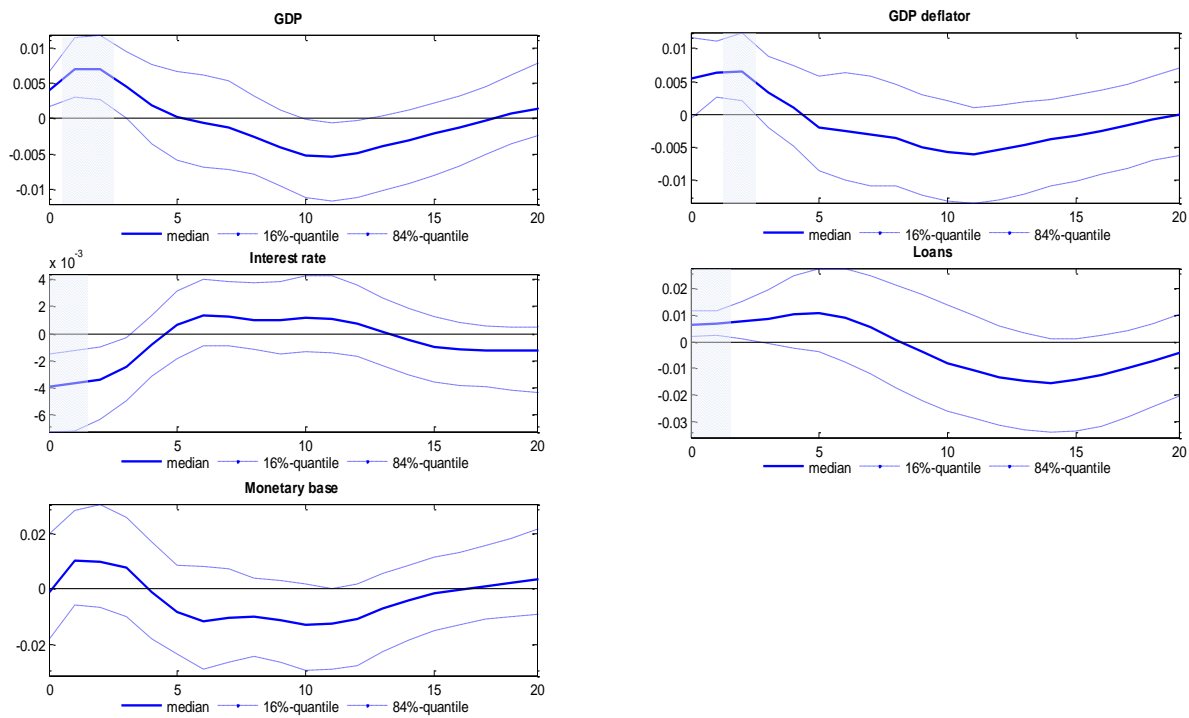 GDP
0.01
0.005
0
-0.005
-0.01
0 5 10 15 20
median 16%-quantile 84%-quantile
GDP deflator
0.01
0.005
0
-0.005
-0.01
0 5 10 15 20
median 16%-quantile 84%-quantile
Interest rate
x 10⁻³
4
2
0
-2
-4
-6
0 5 10 15 20
median 16%-quantile 84%-quantile
Loans
0.02
0.01
0
-0.01
-0.02
-0.03
0 5 10 15 20
median 16%-quantile 84%-quantile
Monetary base
0.02
0
-0.02
0 5 10 15 20
median 16%-quantile 84%-quantile